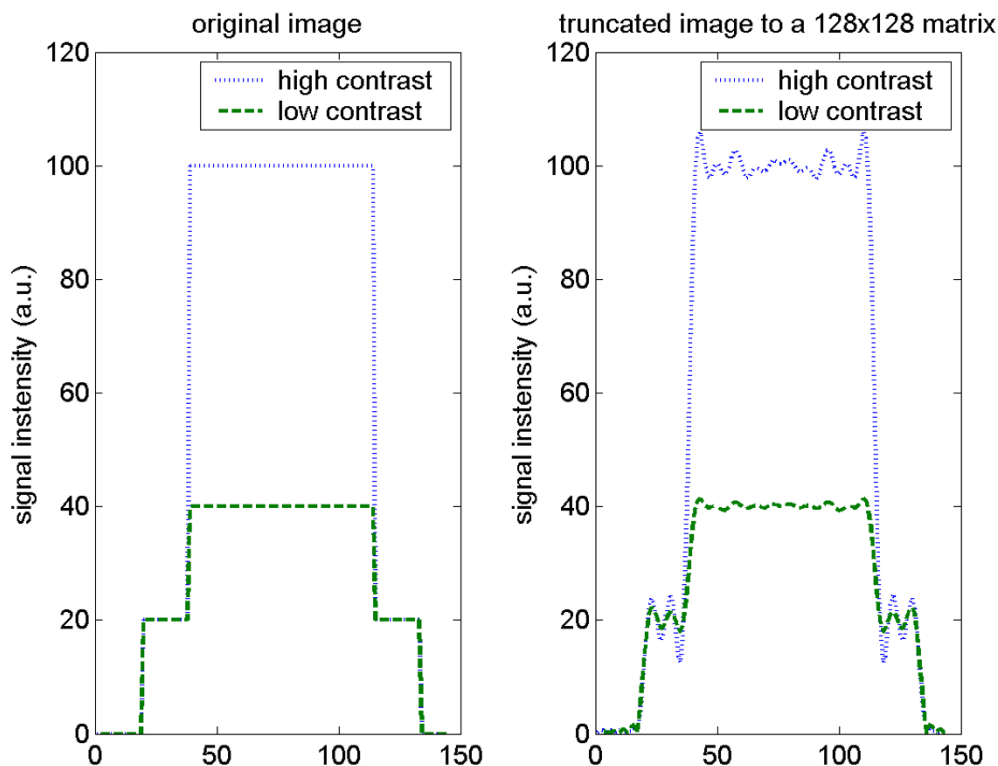 original image
120
100
80
60
40
20
0
signal instensity (a.u.)
high contrast
low contrast
0
50
100
150
truncated image to a 128x128 matrix
120
100
80
60
40
20
0
signal instensity (a.u.)
high contrast
low contrast
0
50
100
150